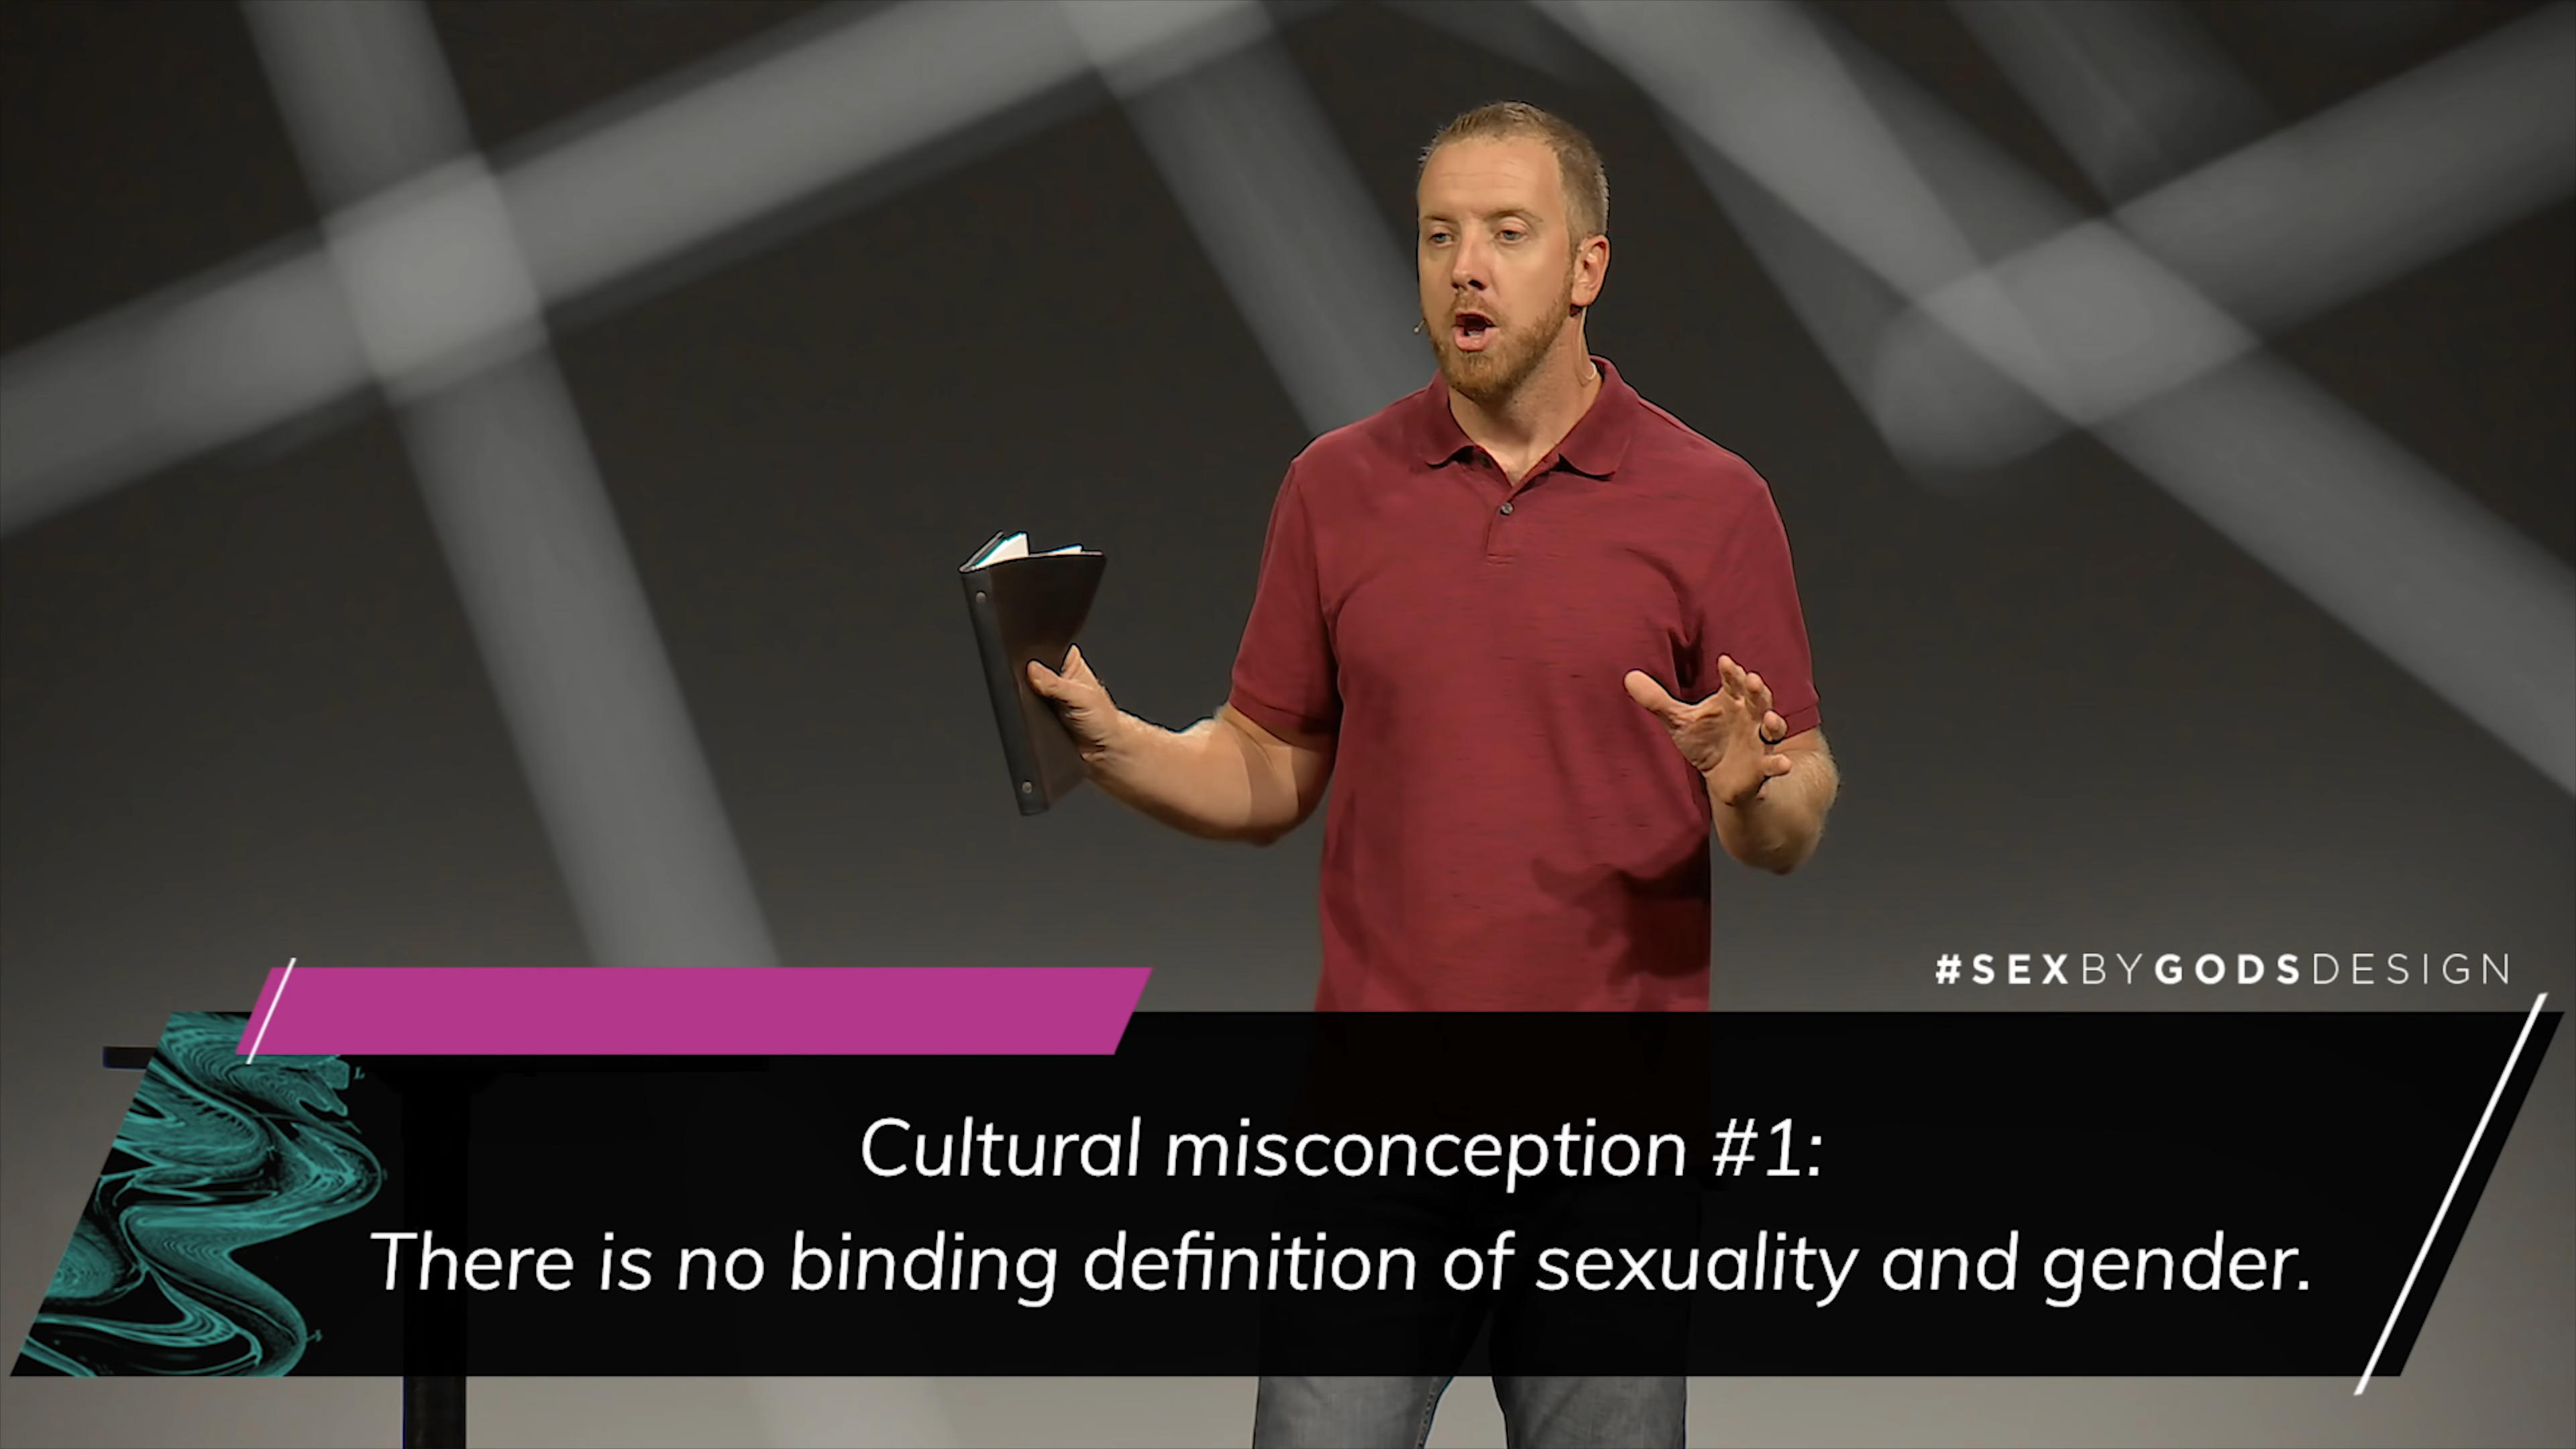 #SEXBYGODSDESIGN
Cultural misconception #1:
There is no binding definition of sexuality and gender.